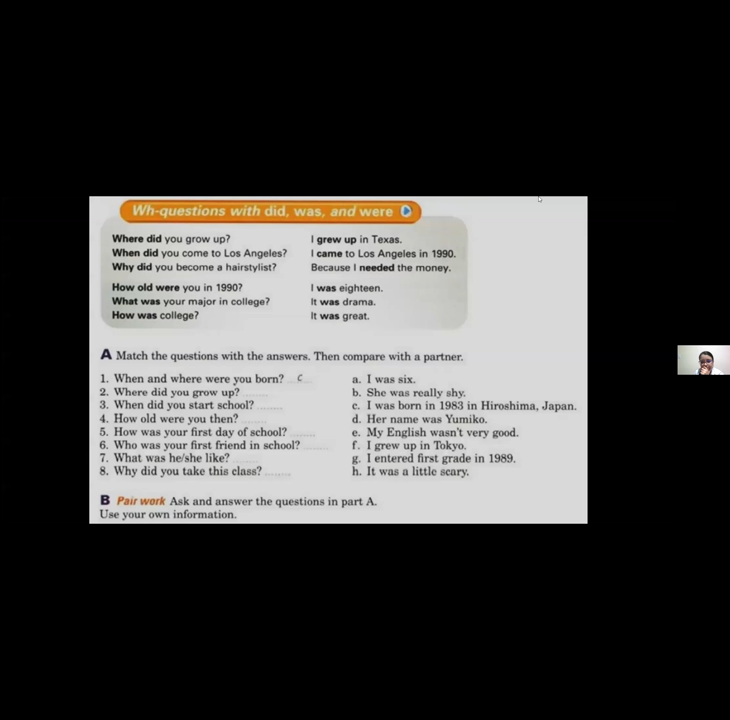 Wh-questions with did, was, and were
Where did you grow up? I grew up in Texas.
When did you come to Los Angeles? I came to Los Angeles in 1990.
Why did you become a hairstylist? Because I needed the money.
How old were you in 1990? I was eighteen.
What was your major in college? It was drama.
How was college? It was great.
A Match the questions with the answers. Then compare with a partner.
1. When and where were you born? c
2. Where did you grow up? ........
3. When did you start school? ........
4. How old were you then? ........
5. How was your first day of school? ........
6. Who was your first friend in school? ........
7. What was he/she like? ........
8. Why did you take this class? ........
a. I was six.
b. She was really shy.
c. I was born in 1983 in Hiroshima, Japan.
d. Her name was Yumiko.
e. My English wasn't very good.
f. I grew up in Tokyo.
g. I entered first grade in 1989.
h. It was a little scary.
B Pair work Ask and answer the questions in part A.
Use your own information.